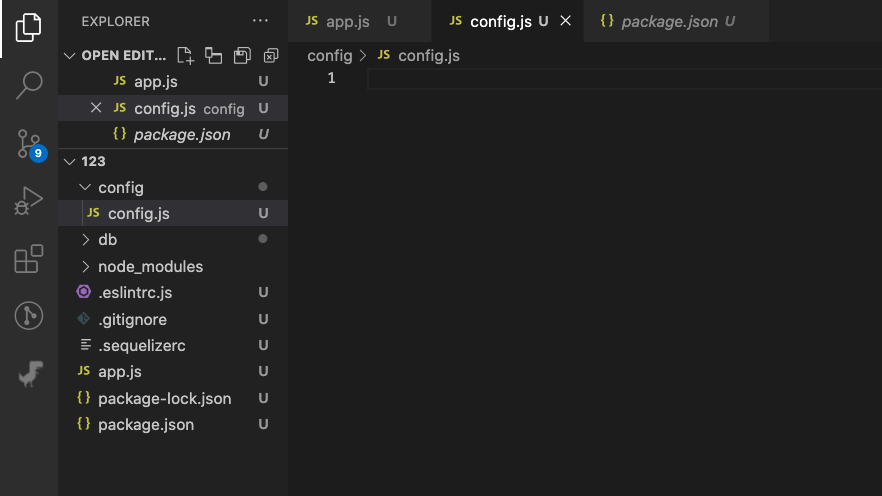 EXPLORER
JS app.js U
JS config.js U
{} package.json U
OPEN EDIT...
config > JS config.js
JS app.js U
1
JS config.js config U
{} package.json U
9
123
config
JS config.js U
db
node_modules
.eslintrc.js U
.gitignore U
.sequelizerc U
JS app.js U
{} package-lock.json U
{} package.json U